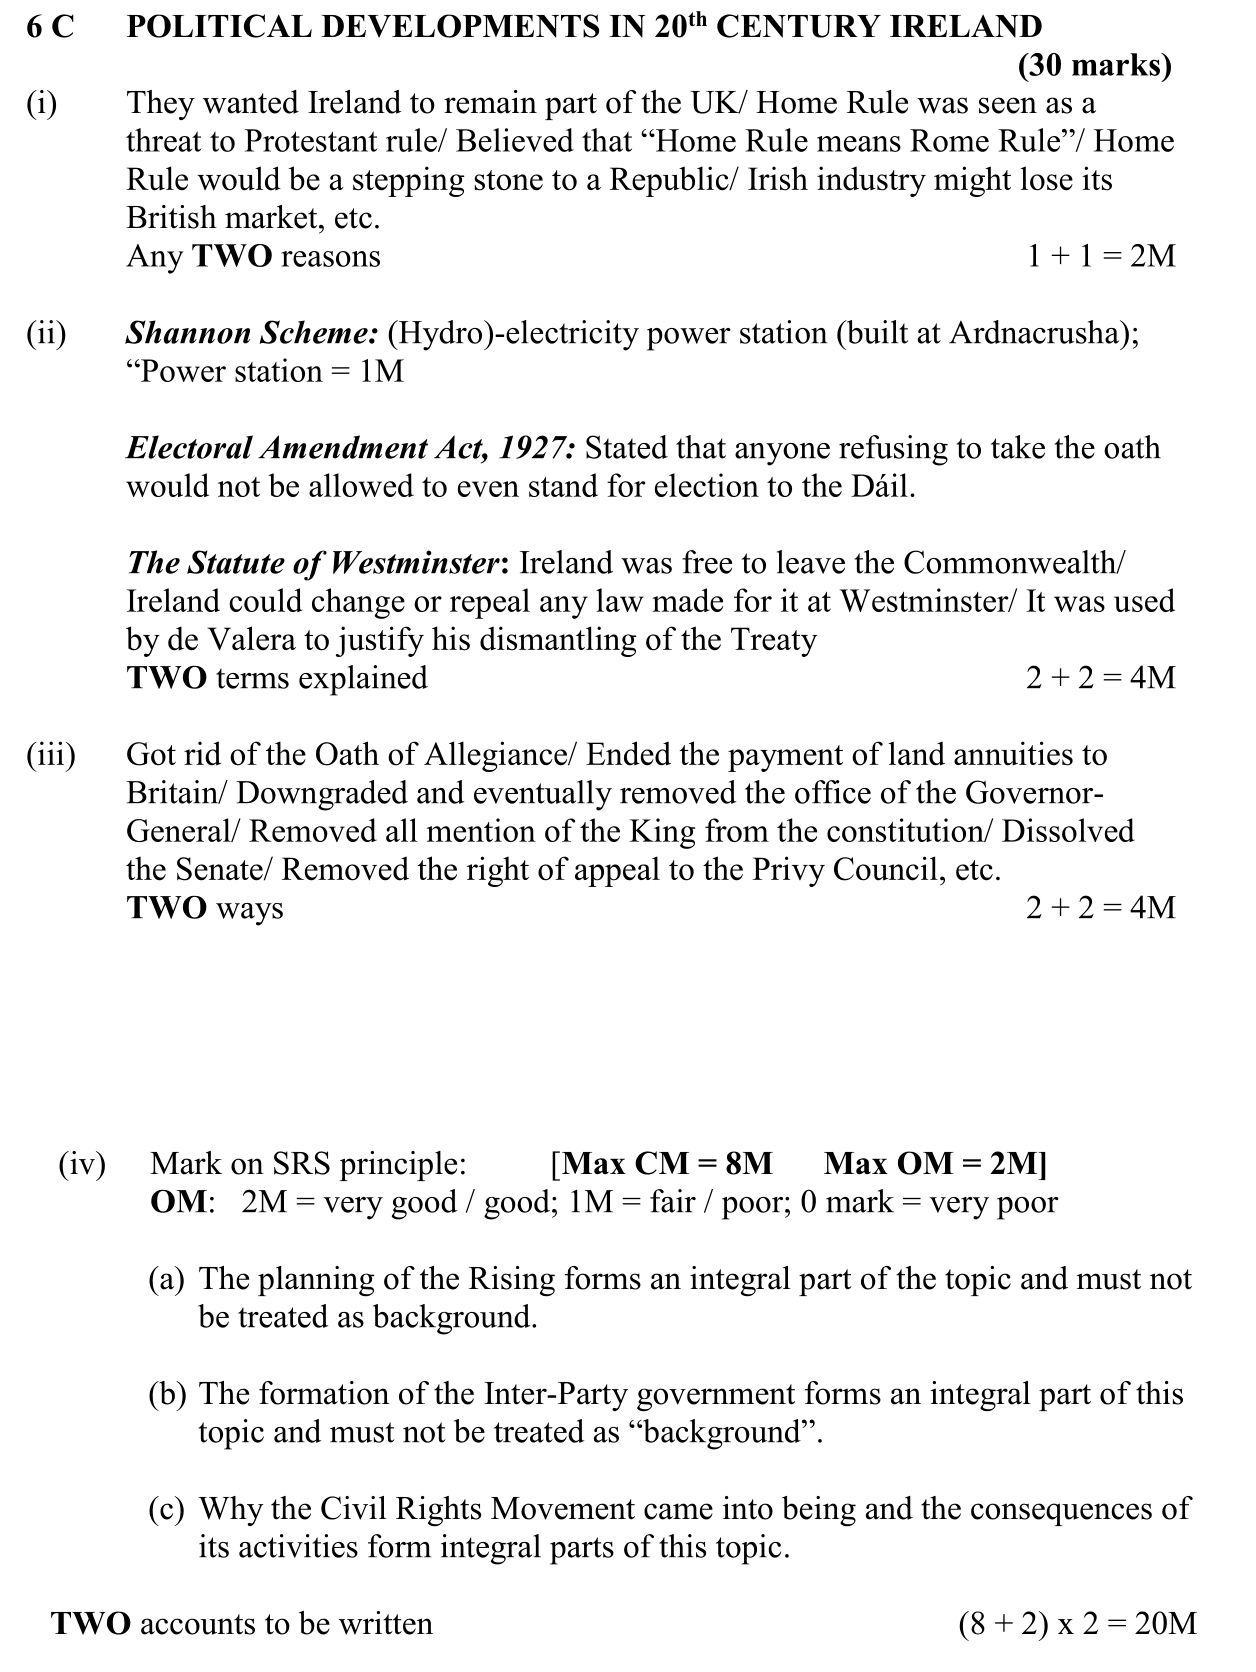 6 C POLITICAL DEVELOPMENTS IN 20th CENTURY IRELAND
(30 marks)
(i) They wanted Ireland to remain part of the UK/ Home Rule was seen as a
threat to Protestant rule/ Believed that “Home Rule means Rome Rule”/ Home
Rule would be a stepping stone to a Republic/ Irish industry might lose its
British market, etc.
Any TWO reasons 1 + 1 = 2M
(ii) Shannon Scheme: (Hydro)-electricity power station (built at Ardnacrusha);
“Power station = 1M
Electoral Amendment Act, 1927: Stated that anyone refusing to take the oath
would not be allowed to even stand for election to the Dáil.
The Statute of Westminster: Ireland was free to leave the Commonwealth/
Ireland could change or repeal any law made for it at Westminster/ It was used
by de Valera to justify his dismantling of the Treaty
TWO terms explained 2 + 2 = 4M
(iii) Got rid of the Oath of Allegiance/ Ended the payment of land annuities to
Britain/ Downgraded and eventually removed the office of the Governor-
General/ Removed all mention of the King from the constitution/ Dissolved
the Senate/ Removed the right of appeal to the Privy Council, etc.
TWO ways 2 + 2 = 4M
(iv) Mark on SRS principle: [Max CM = 8M Max OM = 2M]
OM: 2M = very good / good; 1M = fair / poor; 0 mark = very poor
(a) The planning of the Rising forms an integral part of the topic and must not
be treated as background.
(b) The formation of the Inter-Party government forms an integral part of this
topic and must not be treated as “background”.
(c) Why the Civil Rights Movement came into being and the consequences of
its activities form integral parts of this topic.
TWO accounts to be written (8 + 2) x 2 = 20M